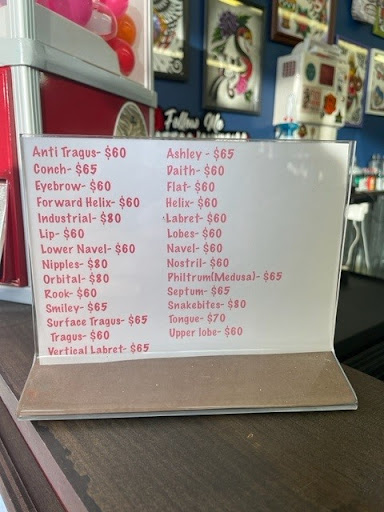 Follow Me
Anti Tragus- $60
Conch- $65
Eyebrow- $60
Forward Helix- $60
Industrial- $80
Lip- $60
Lower Navel- $60
Nipples- $80
Orbital- $80
Rook- $60
Smiley- $65
Surface Tragus- $65
Tragus- $60
Vertical Labret- $65
Ashley - $65
Daith- $60
Flat- $60
Helix- $60
Labret- $60
Lobes- $60
Navel- $60
Nostril- $60
Philtrum(Medusa)- $65
Septum- $65
Snakebites- $80
Tongue- $70
Upper lobe- $60